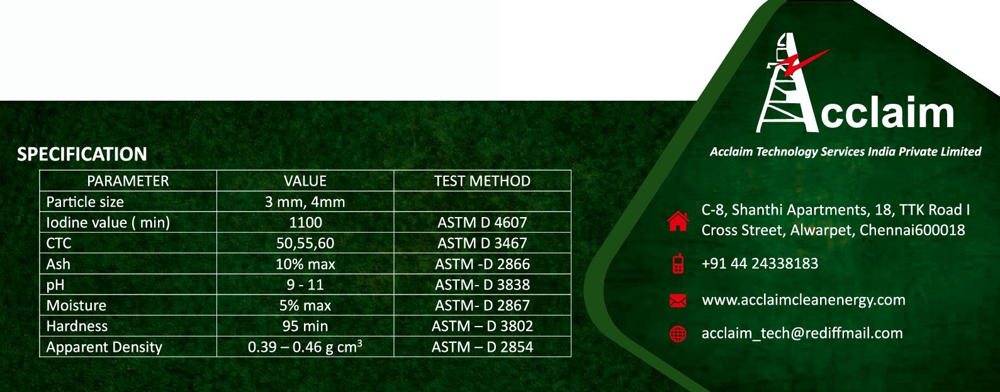 SPECIFICATION
PARAMETER VALUE TEST METHOD
Particle size 3 mm, 4mm
Iodine value ( min) 1100 ASTM D 4607
CTC 50,55,60 ASTM D 3467
Ash 10% max ASTM -D 2866
pH 9 - 11 ASTM- D 3838
Moisture 5% max ASTM- D 2867
Hardness 95 min ASTM – D 3802
Apparent Density 0.39 – 0.46 g cm³ ASTM – D 2854
Acclaim
Acclaim Technology Services India Private Limited
C-8, Shanthi Apartments, 18, TTK Road I
Cross Street, Alwarpet, Chennai600018
+91 44 24338183
www.acclaimcleanenergy.com
acclaim_tech@rediffmail.com